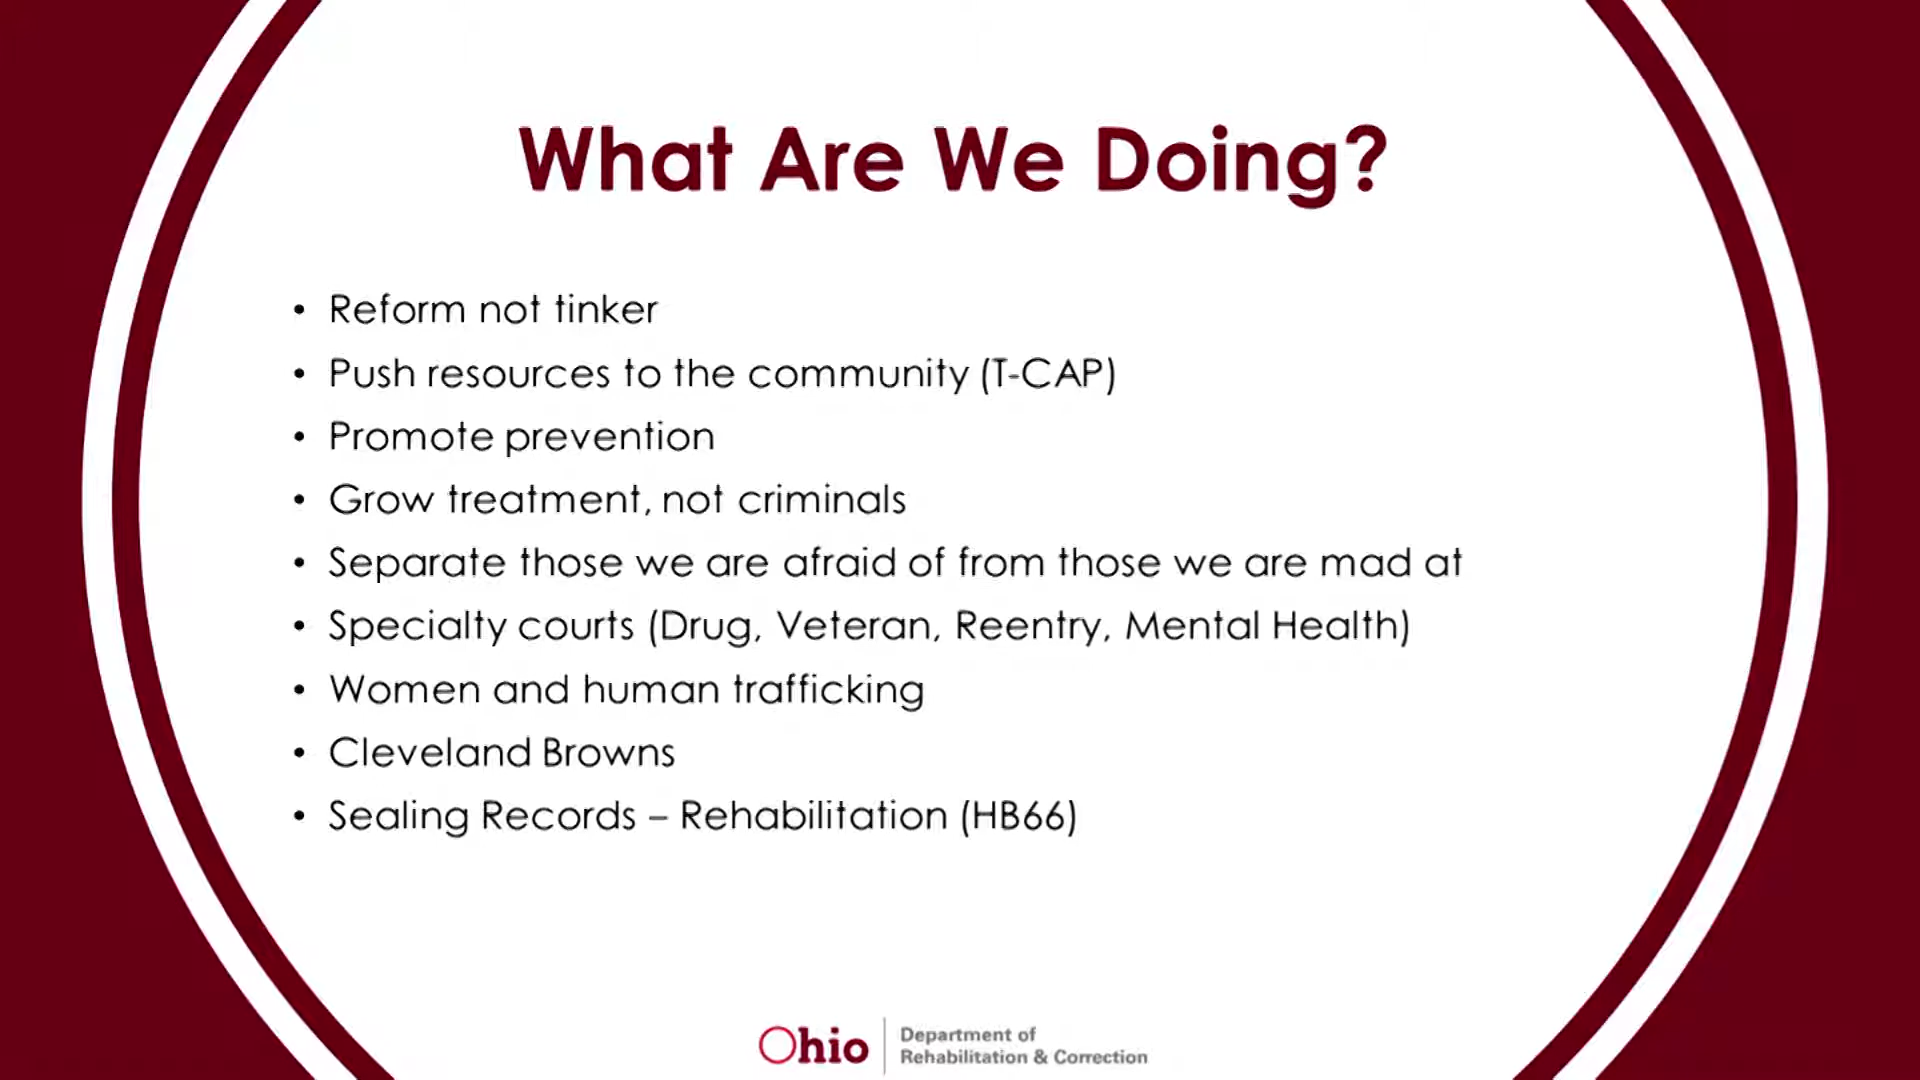 What Are We Doing?
• Reform not tinker
• Push resources to the community (T-CAP)
• Promote prevention
• Grow treatment, not criminals
• Separate those we are afraid of from those we are mad at
• Specialty courts (Drug, Veteran, Reentry, Mental Health)
• Women and human trafficking
• Cleveland Browns
• Sealing Records – Rehabilitation (HB66)
Ohio
Department of
Rehabilitation & Correction